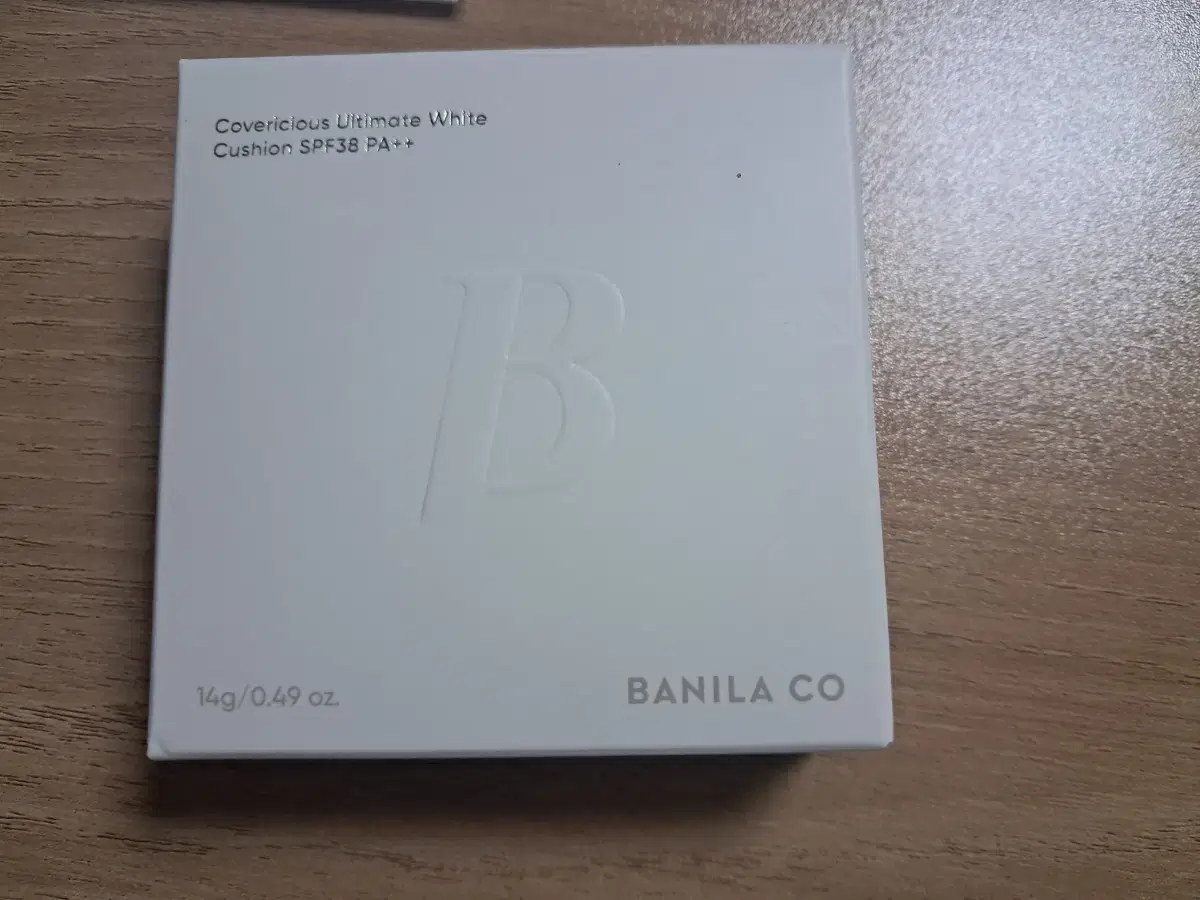 Covericious Ultimate White
Cushion SPF38 PA++
B
14g/0.49 oz.
BANILA CO